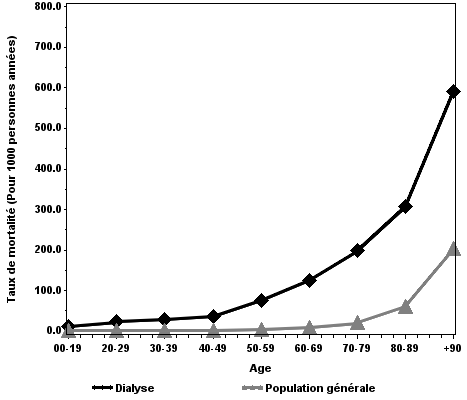 Taux de mortalité (Pour 1000 personnes années)
800.0
700.0
600.0
500.0
400.0
300.0
200.0
100.0
0.0
00-19 20-29 30-39 40-49 50-59 60-69 70-79 80-89 +90
Age
Dialyse Population générale